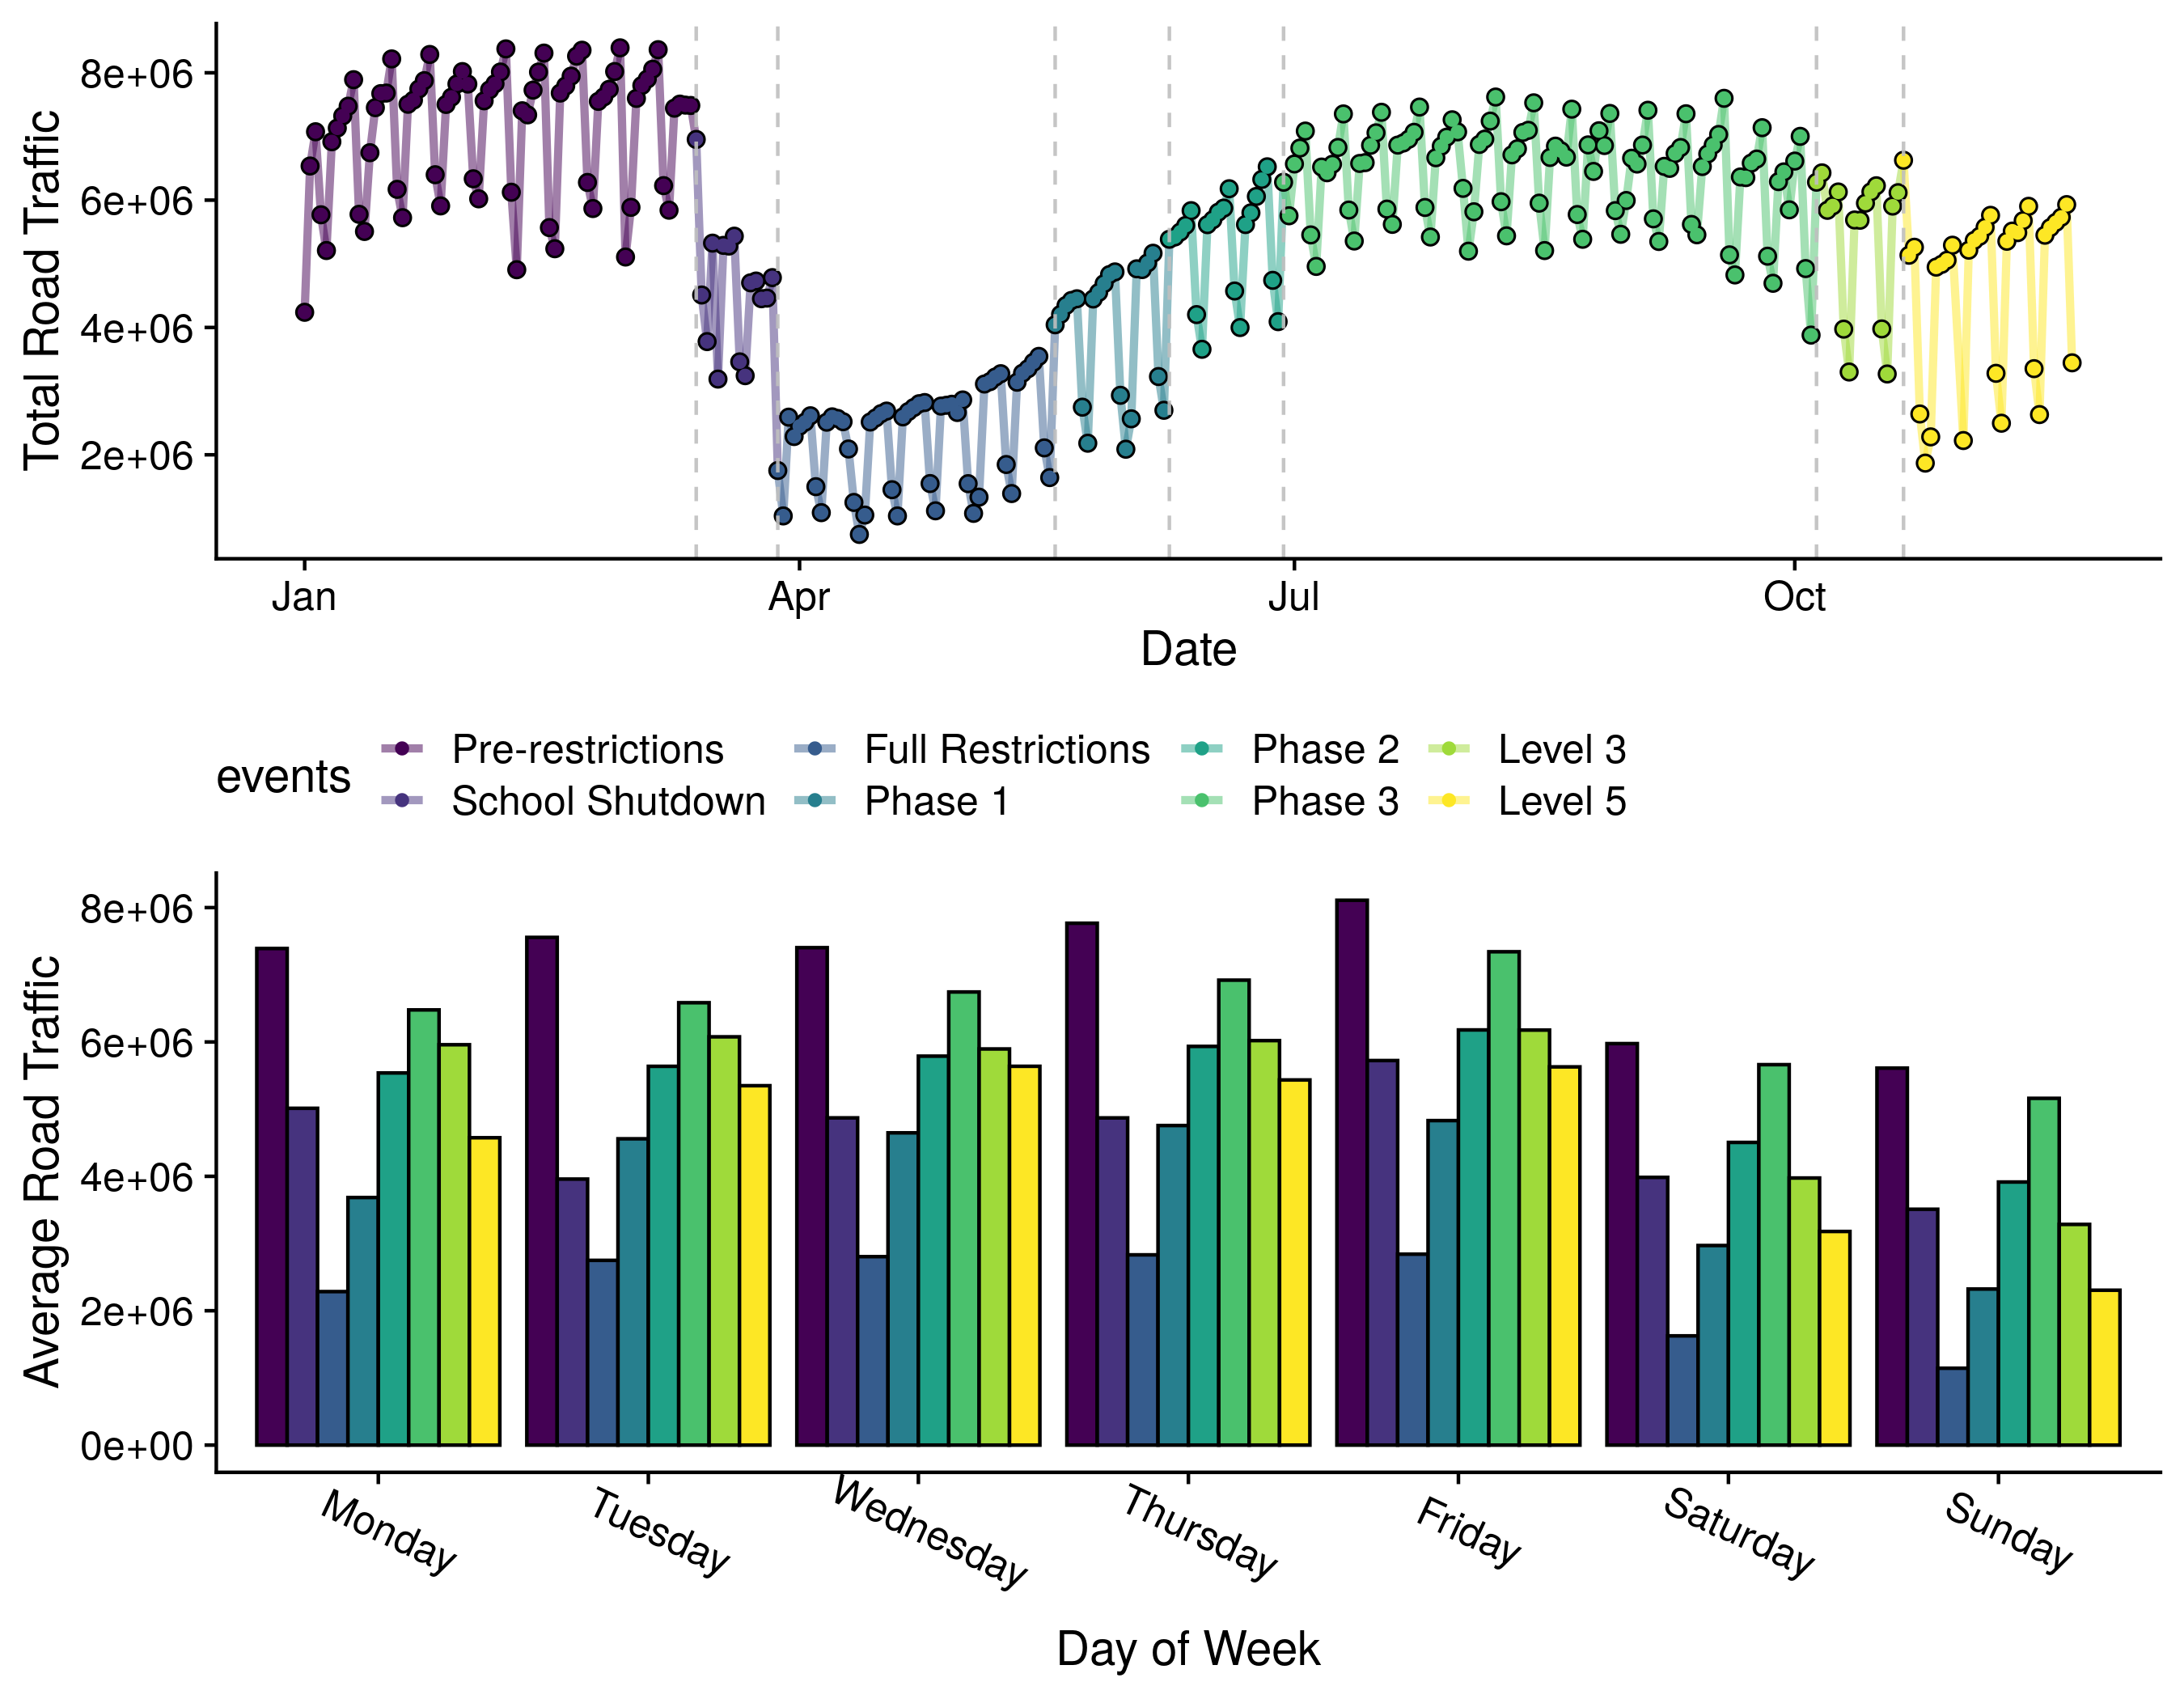 Total Road Traffic
8e+06
6e+06
4e+06
2e+06
Jan Apr Jul Oct
Date
events
Pre-restrictions Full Restrictions Phase 2 Level 3
School Shutdown Phase 1 Phase 3 Level 5
Average Road Traffic
8e+06
6e+06
4e+06
2e+06
0e+00
Monday Tuesday Wednesday Thursday Friday Saturday Sunday
Day of Week